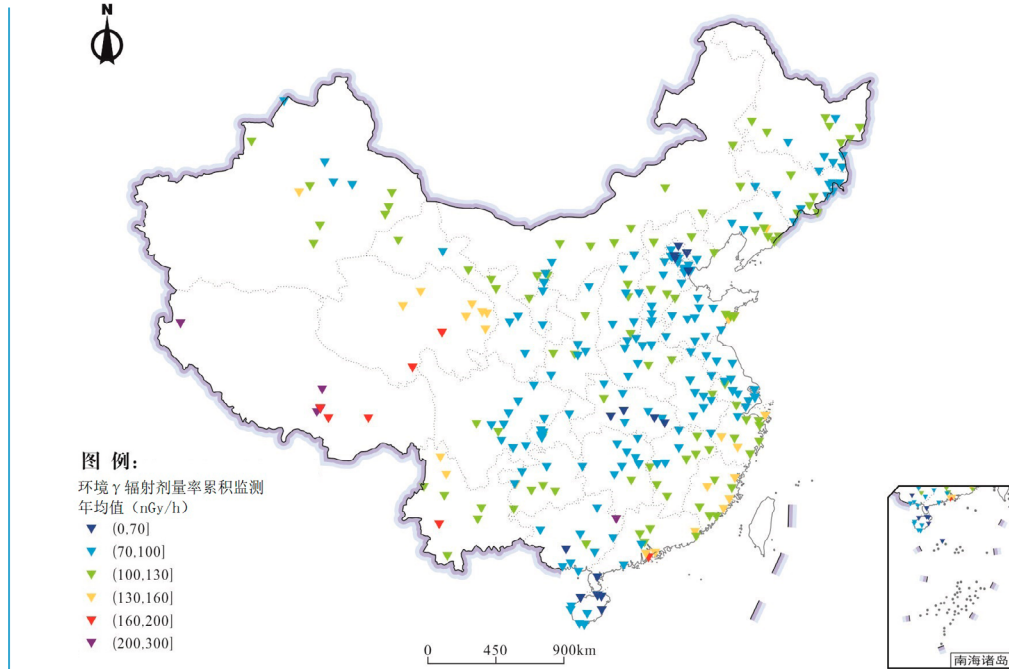 N
图 例:
环境γ辐射剂量率累积监测
年均值（nGy/h）
(0.70]
(70.100]
(100.130]
(130.160]
(160.200]
(200.300]
0 450 900km
南海诸岛